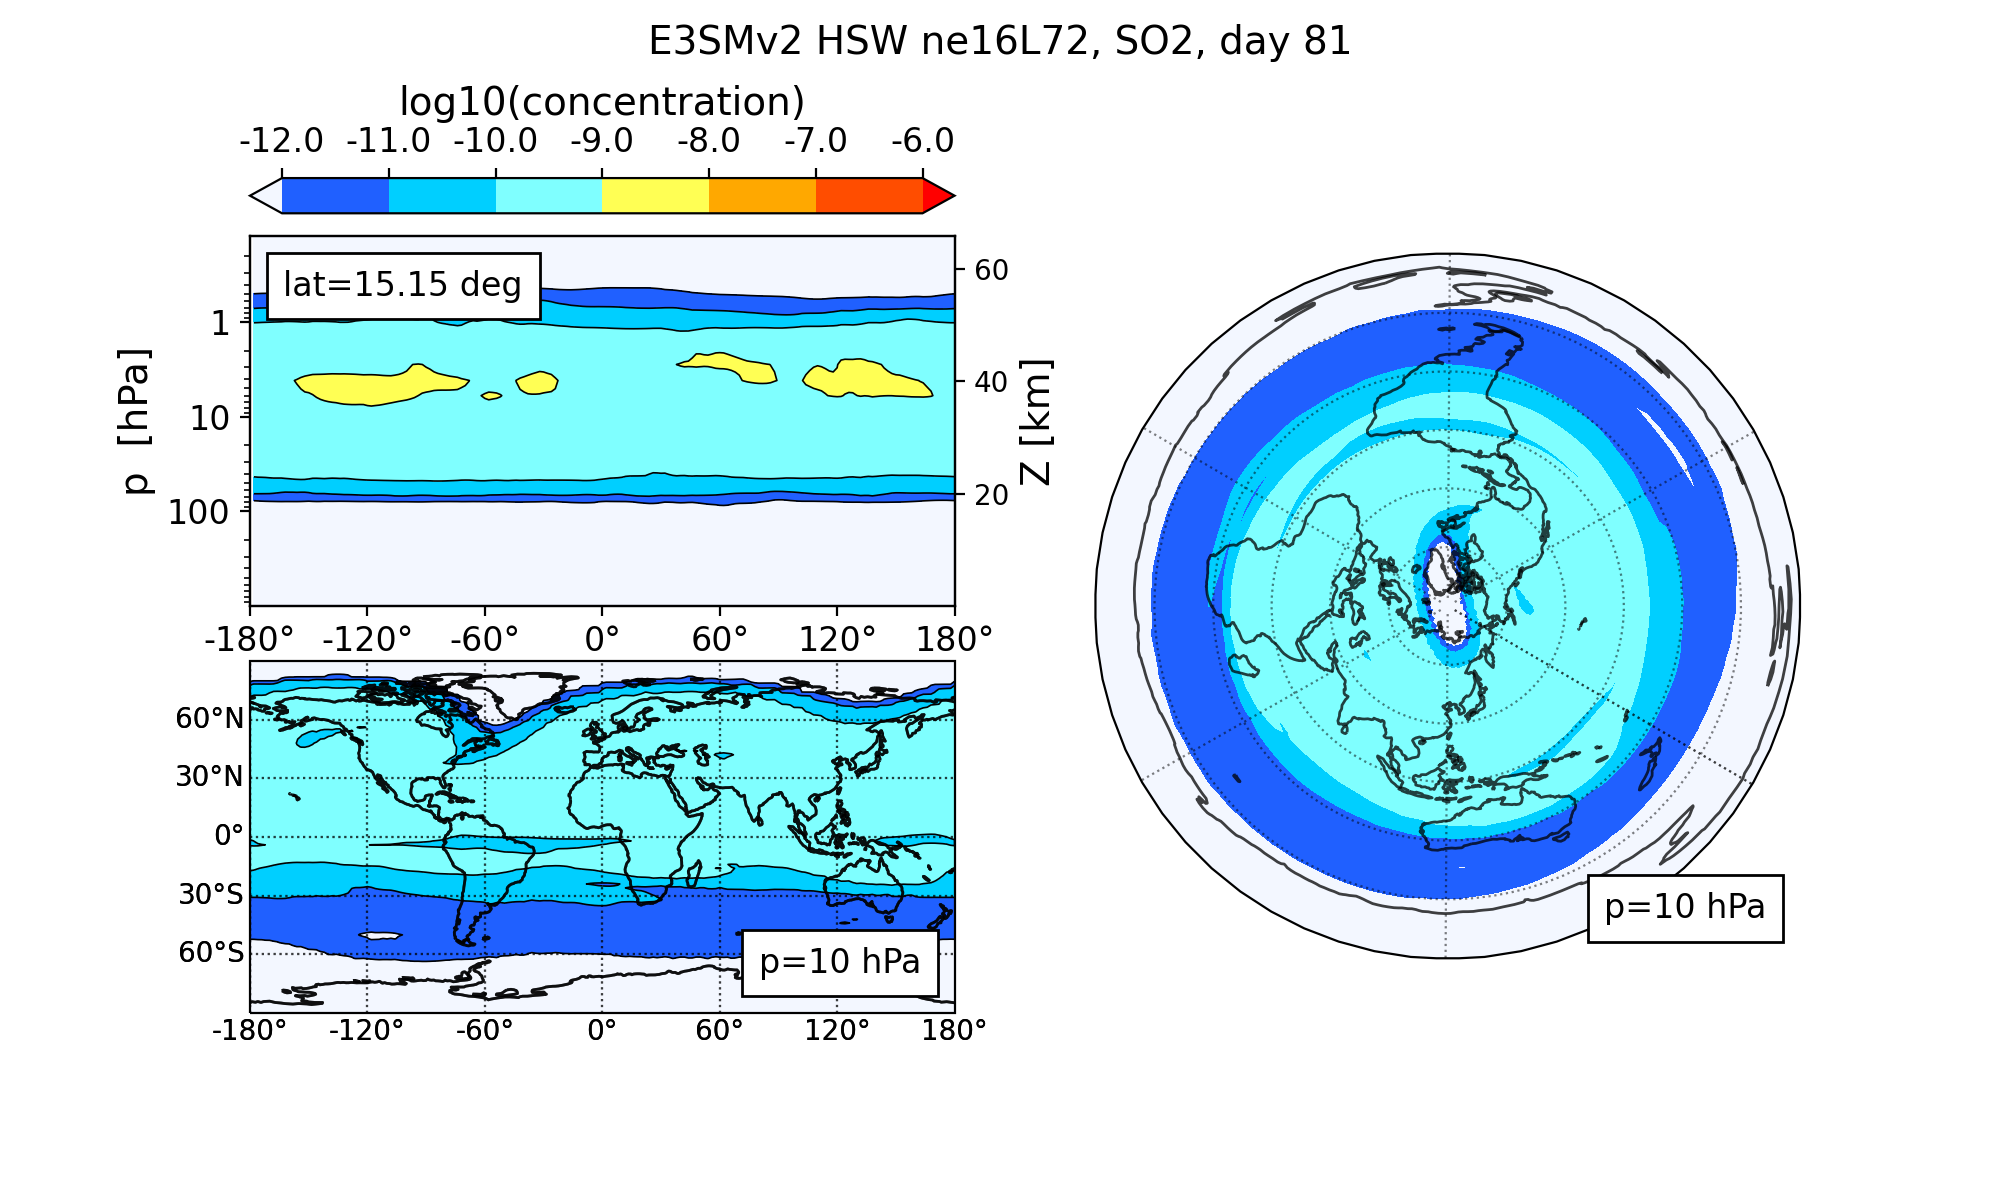 E3SMv2 HSW ne16L72, SO2, day 81
log10(concentration)
-12.0 -11.0 -10.0 -9.0 -8.0 -7.0 -6.0
lat=15.15 deg
p [hPa]
1
10
100
60
40
20
Z [km]
-180° -120° -60° 0° 60° 120° 180°
60°N
30°N
0°
30°S
60°S
p=10 hPa
-180° -120° -60° 0° 60° 120° 180°
p=10 hPa